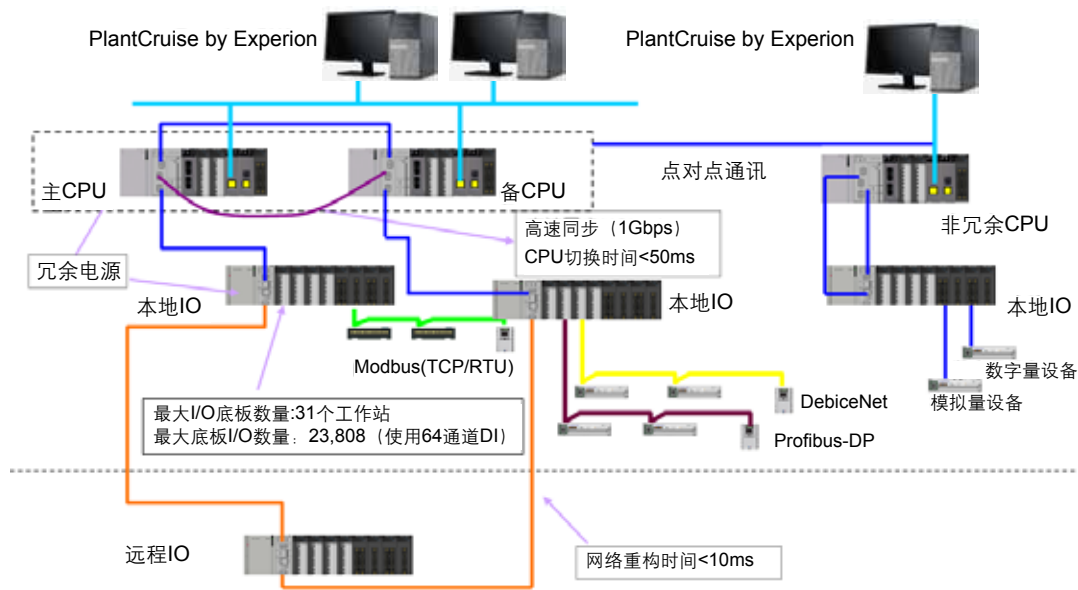 PlantCruise by Experion
PlantCruise by Experion
主CPU
备CPU
点对点通讯
非冗余CPU
高速同步（1Gbps）
CPU切换时间<50ms
冗余电源
本地IO
本地IO
本地IO
Modbus(TCP/RTU)
数字量设备
模拟量设备
DebiceNet
Profibus-DP
最大I/O底板数量:31个工作站
最大底板I/O数量：23,808（使用64通道DI）
远程IO
网络重构时间<10ms